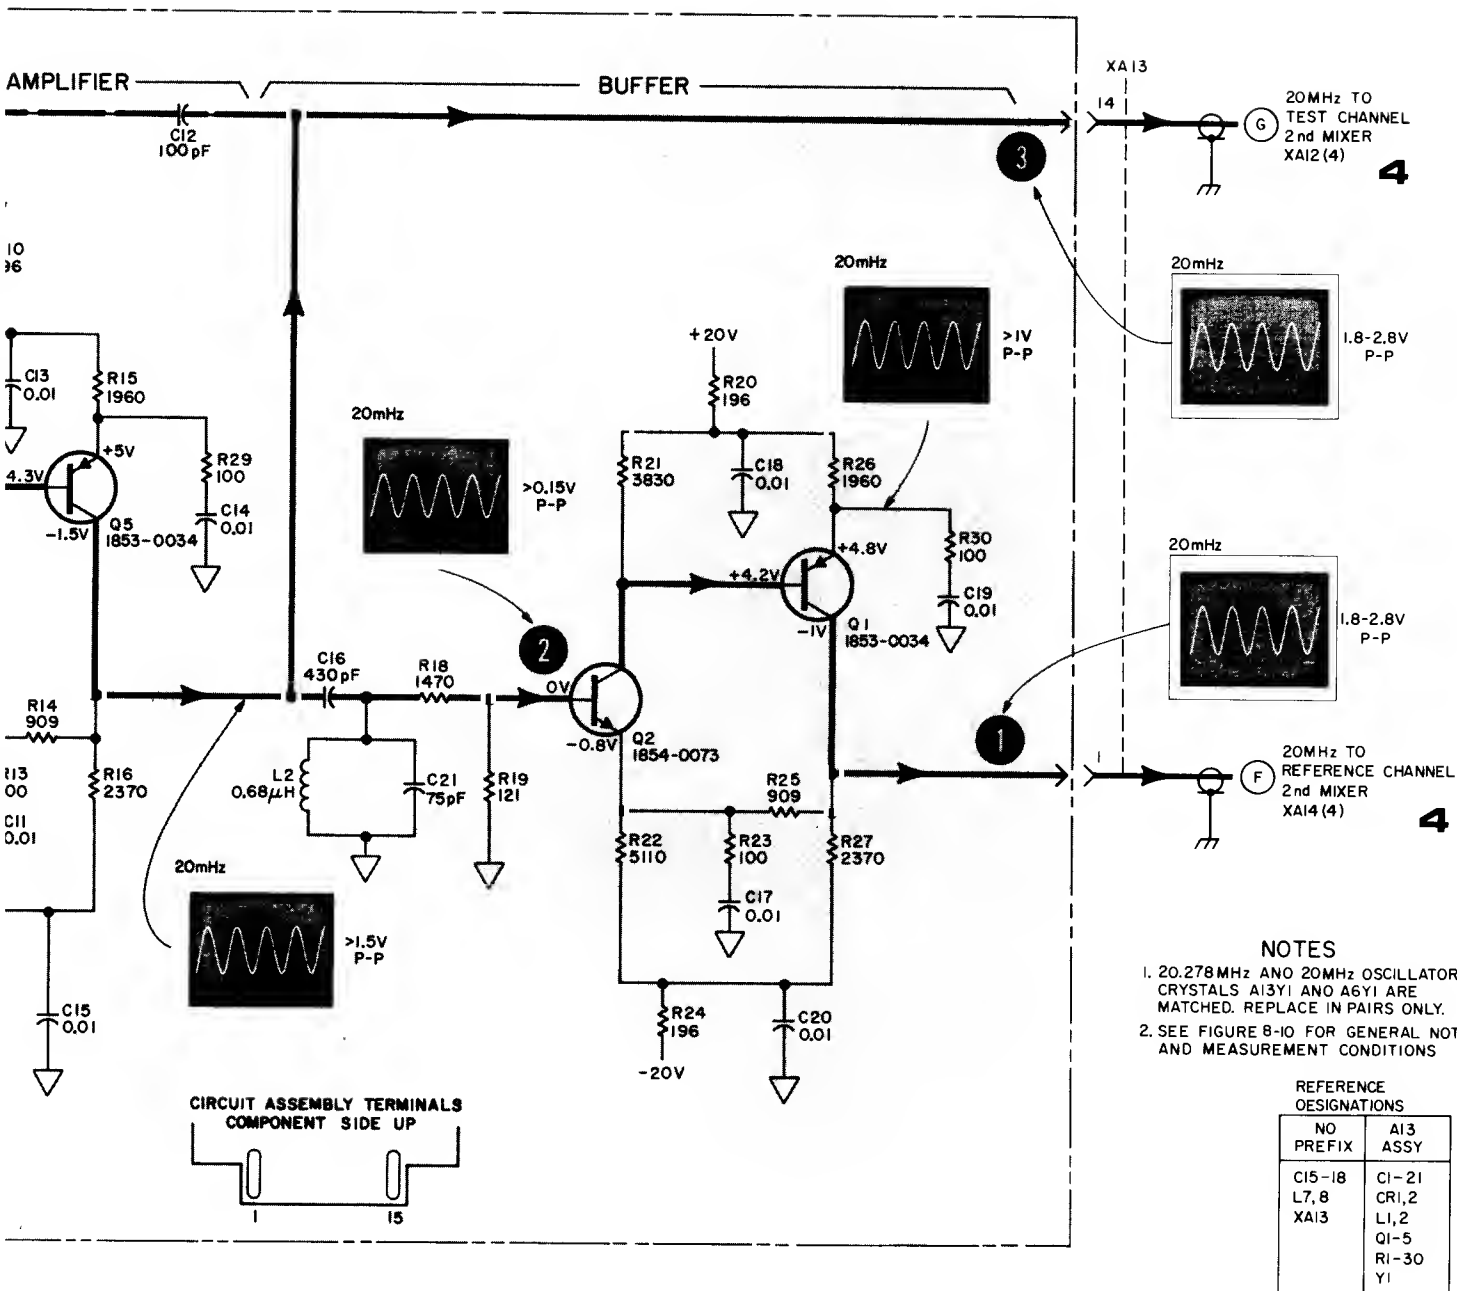 AMPLIFIER
BUFFER
XA13
14
G
20MHz TO
TEST CHANNEL
2nd MIXER
XA12(4)
4
C12
100pF
3
10
96
20mHz
1.8-2.8V
P-P
20mHz
>1V
P-P
+20V
R20
196
C13
0.01
R15
1960
20mHz
>0.15V
P-P
R29
100
C14
0.01
4.3V
+5V
-1.5V
Q5
1853-0034
R21
3830
C18
0.01
R26
1960
R30
100
C19
0.01
+4.8V
+4.2V
-1V
Q1
1853-0034
20mHz
1.8-2.8V
P-P
2
C16
430pF
R18
1470
0V
-0.8V
Q2
1854-0073
1
R14
909
R13
00
C11
0.01
R16
2370
L2
0.68µH
C21
75pF
R19
121
R25
909
R22
5110
R23
100
R27
2370
C17
0.01
1
F
20MHz TO
REFERENCE CHANNEL
2nd MIXER
XA14(4)
4
20mHz
>1.5V
P-P
C15
0.01
R24
196
-20V
C20
0.01
NOTES
1. 20.278MHz AND 20MHz OSCILLATOR
CRYSTALS A13Y1 AND A6Y1 ARE
MATCHED. REPLACE IN PAIRS ONLY.
2. SEE FIGURE 8-10 FOR GENERAL NOT
AND MEASUREMENT CONDITIONS
CIRCUIT ASSEMBLY TERMINALS
COMPONENT SIDE UP
1
15
REFERENCE
DESIGNATIONS
NO PREFIX
A13 ASSY
C15-18
L7,8
XA13
C1-21
CR1,2
L1,2
Q1-5
R1-30
Y1